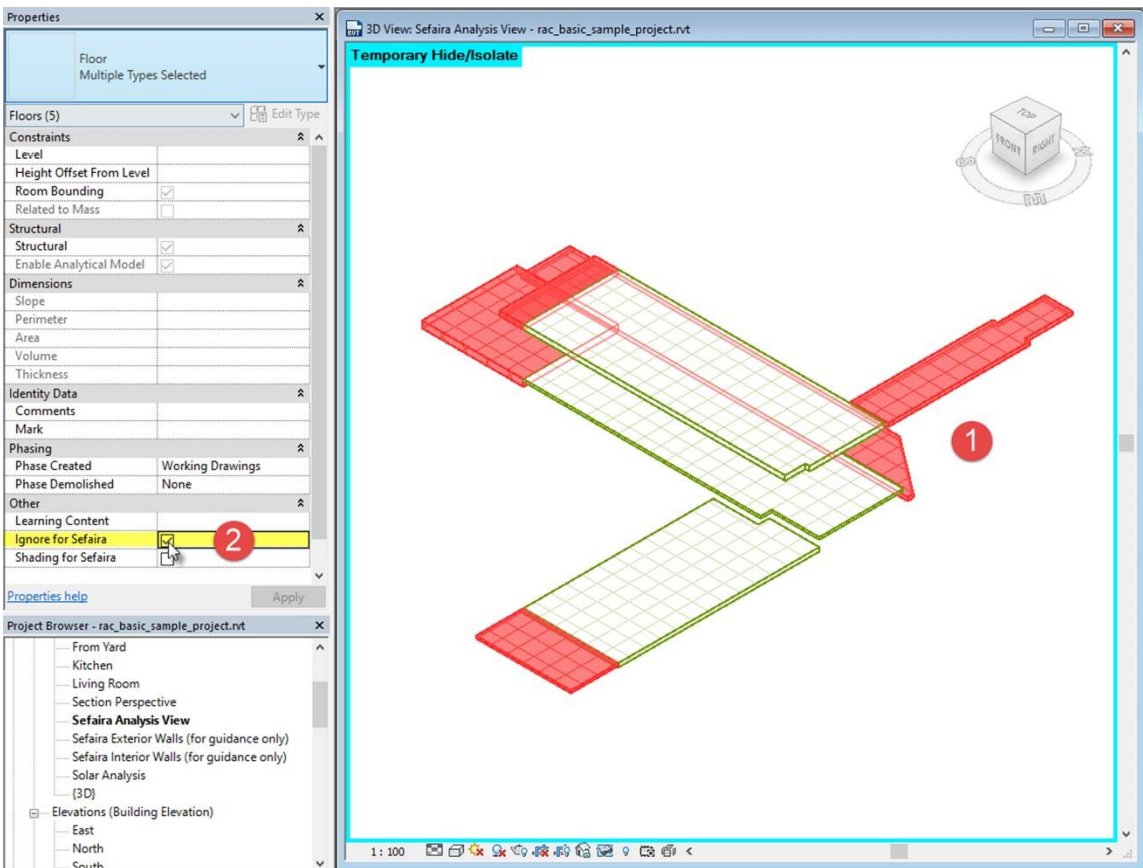 Properties
Floor
Multiple Types Selected
Floors (5)
Edit Type
Constraints
Level
Height Offset From Level
Room Bounding
Related to Mass
Structural
Structural
Enable Analytical Model
Dimensions
Slope
Perimeter
Area
Volume
Thickness
Identity Data
Comments
Mark
Phasing
Phase Created Working Drawings
Phase Demolished None
Other
Learning Content
Ignore for Sefaira
2
Shading for Sefaira
Properties help
Apply
Project Browser - rac_basic_sample_project.rvt
From Yard
Kitchen
Living Room
Section Perspective
Sefaira Analysis View
Sefaira Exterior Walls (for guidance only)
Sefaira Interior Walls (for guidance only)
Solar Analysis
{3D}
Elevations (Building Elevation)
East
North
South
3D View: Sefaira Analysis View - rac_basic_sample_project.rvt
Temporary Hide/Isolate
TOP
FRONT
RIGHT
1
1 : 100